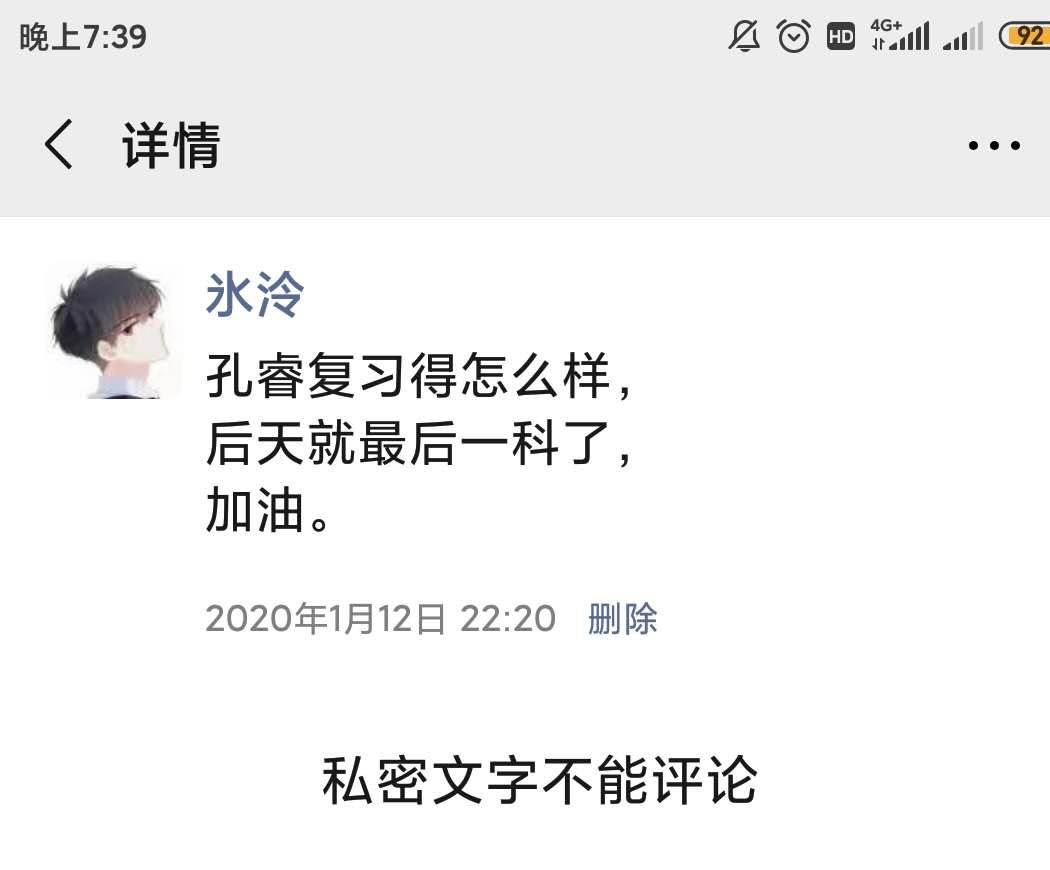 晚上7:39
HD 4G+ 92
详情
氷泠
孔睿复习得怎么样，
后天就最后一科了，
加油。
2020年1月12日 22:20 删除
私密文字不能评论